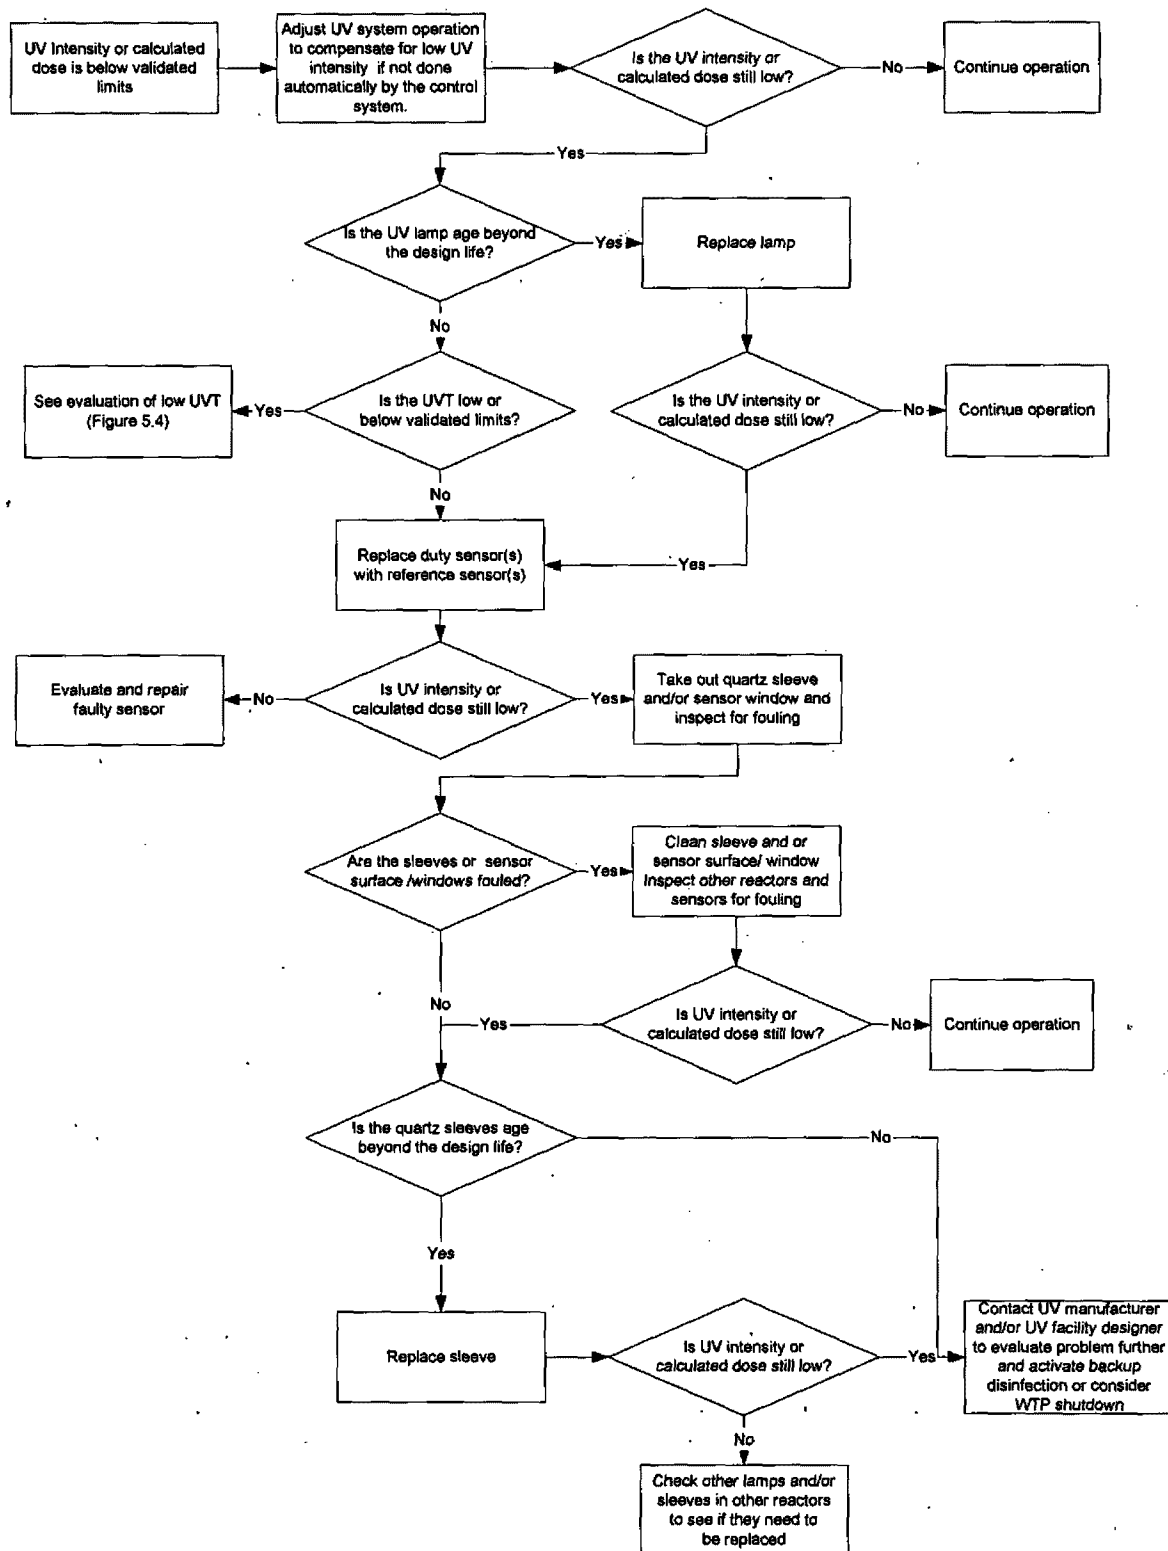 UV Intensity or calculated
dose is below validated
limits
Adjust UV system operation
to compensate for low UV
intensity if not done
automatically by the control
system.
Is the UV intensity or
calculated dose still low?
No
Continue operation
Yes
Is the UV lamp age beyond
the design life?
Yes
Replace lamp
No
See evaluation of low UVT
(Figure 5.4)
Yes
Is the UVT low or
below validated limits?
Is the UV intensity or
calculated dose still low?
No
Continue operation
No
Replace duty sensor(s)
with reference sensor(s)
Yes
Evaluate and repair
faulty sensor
No
Is UV intensity or
calculated dose still low?
Yes
Take out quartz sleeve
and/or sensor window and
inspect for fouling
Are the sleeves or sensor
surface /windows fouled?
Yes
Clean sleeve and or
sensor surface/ window
Inspect other reactors and
sensors for fouling
No
Yes
Is UV intensity or
calculated dose still low?
No
Continue operation
Is the quartz sleeves age
beyond the design life?
No
Yes
Replace sleeve
Is UV intensity or
calculated dose still low?
Yes
Contact UV manufacturer
and/or UV facility designer
to evaluate problem further
and activate backup
disinfection or consider
WTP shutdown
No
Check other lamps and/or
sleeves in other reactors
to see if they need to
be replaced